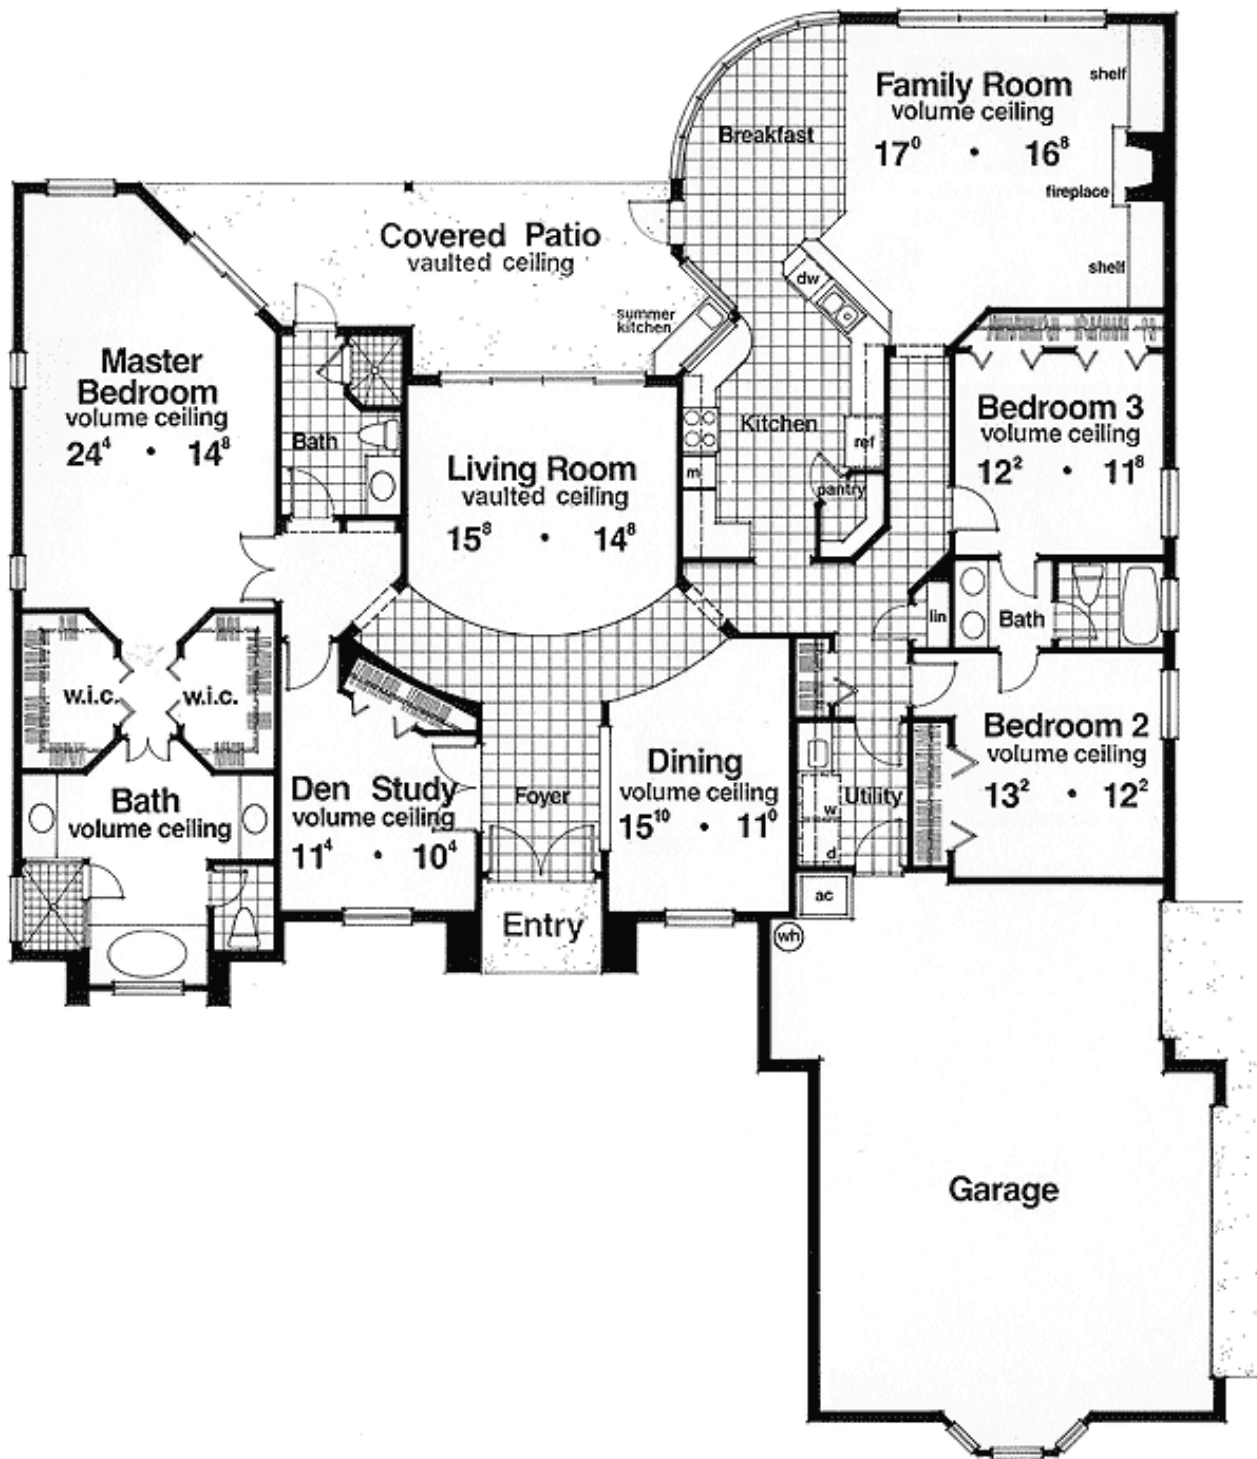 Family Room
volume ceiling
17⁰ • 16⁸
shelf
fireplace
shelf
Breakfast
Covered Patio
vaulted ceiling
summer
kitchen
dw
Master
Bedroom
volume ceiling
24⁴ • 14⁸
Bath
Living Room
vaulted ceiling
15⁸ • 14⁸
Kitchen
ref
m
pantry
Bedroom 3
volume ceiling
12² • 11⁸
lin
Bath
w.i.c.
w.i.c.
Bedroom 2
volume ceiling
13² • 12²
Bath
volume ceiling
Den Study
volume ceiling
11⁴ • 10⁴
Foyer
Dining
volume ceiling
15¹⁰ • 11⁰
Utility
w
d
ac
wh
Entry
Garage